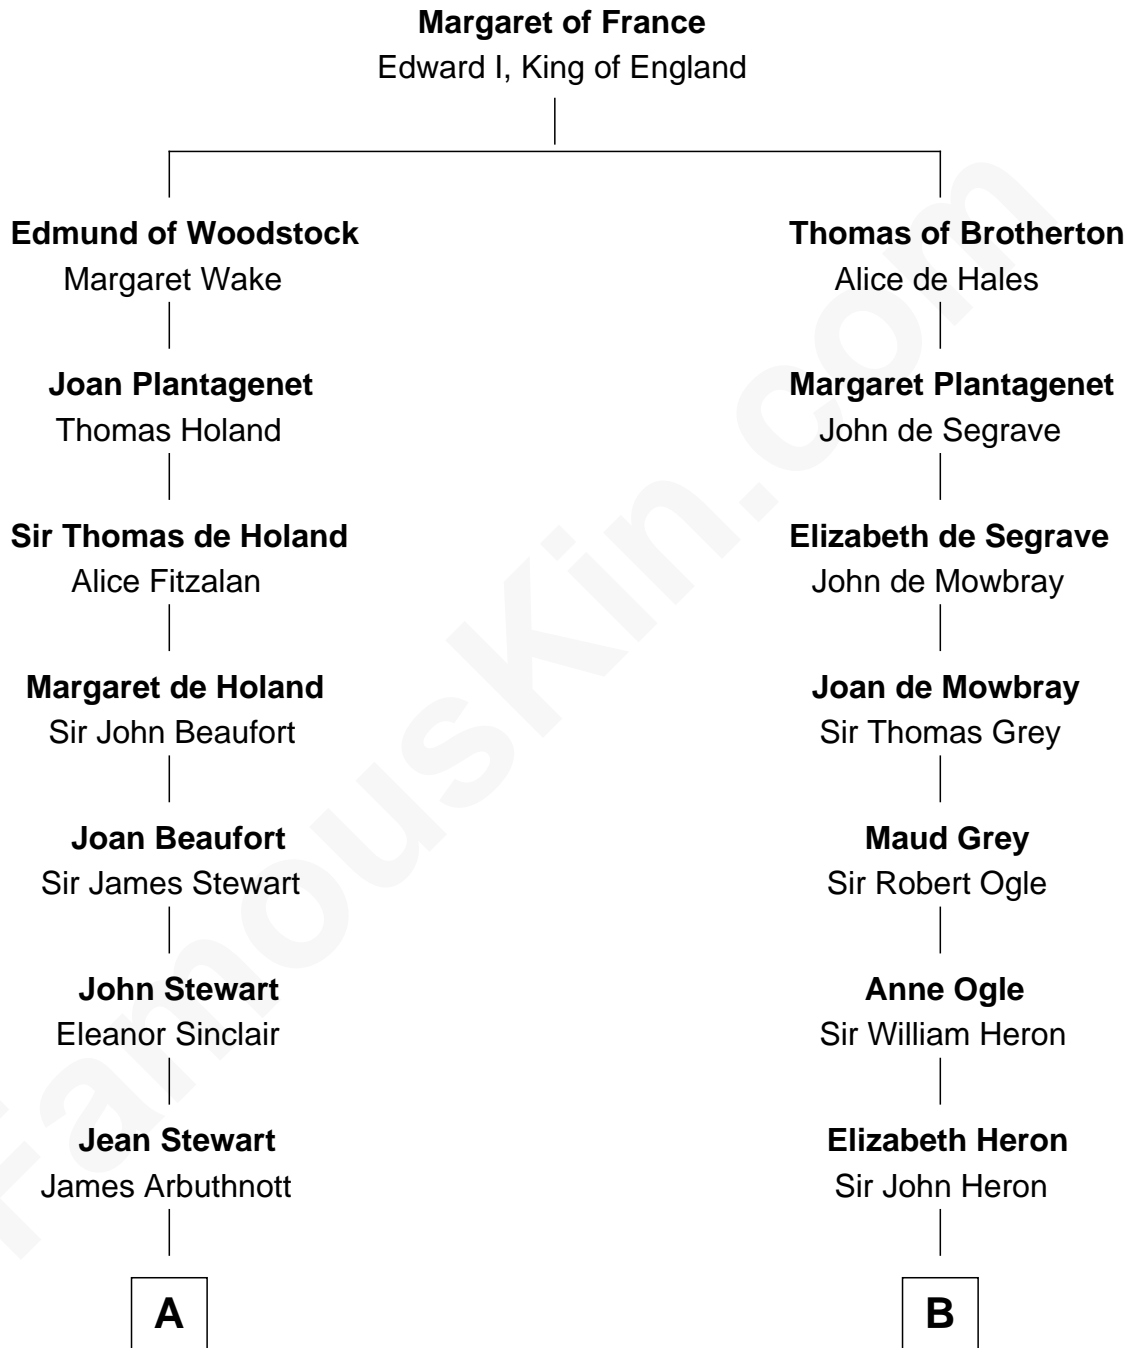 Margaret of France
Edward I, King of England
Edmund of Woodstock
Margaret Wake
Thomas of Brotherton
Alice de Hales
Joan Plantagenet
Thomas Holand
Margaret Plantagenet
John de Segrave
Sir Thomas de Holand
Alice Fitzalan
Elizabeth de Segrave
John de Mowbray
Margaret de Holand
Sir John Beaufort
Joan de Mowbray
Sir Thomas Grey
Joan Beaufort
Sir James Stewart
Maud Grey
Sir Robert Ogle
John Stewart
Eleanor Sinclair
Anne Ogle
Sir William Heron
Jean Stewart
James Arbuthnott
Elizabeth Heron
Sir John Heron
A
B
FamousKin.com